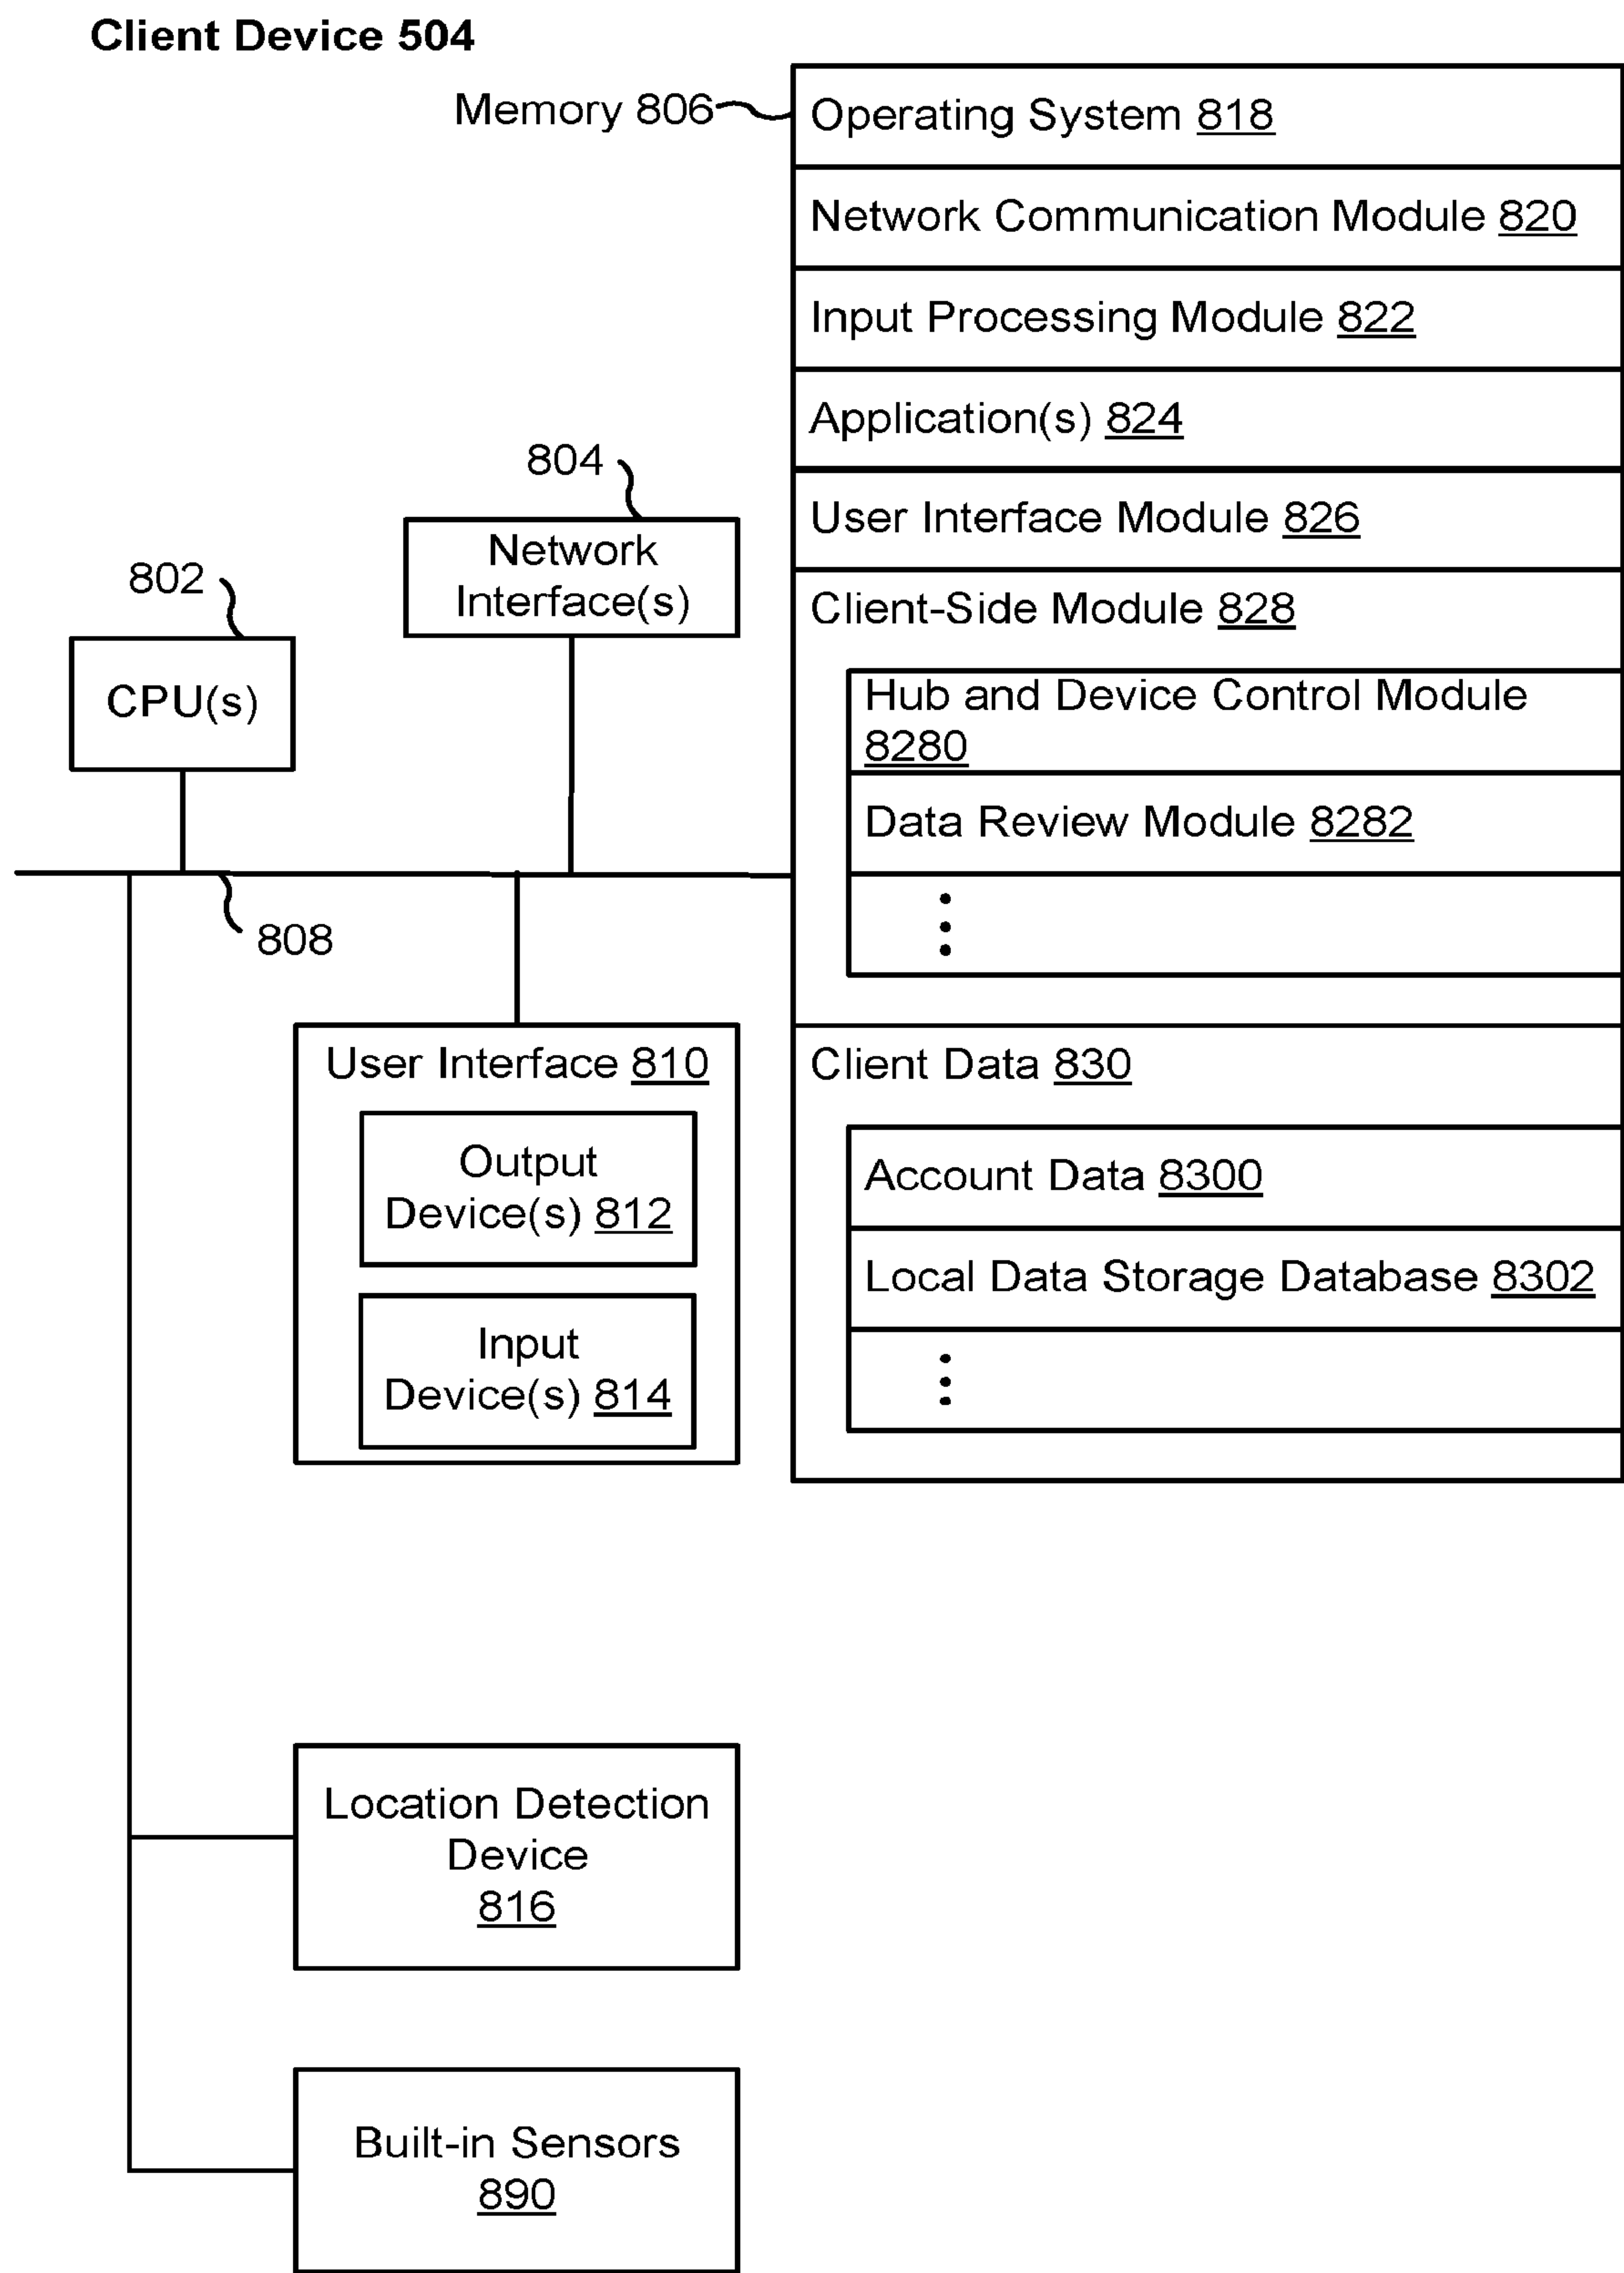 Client Device 504
Memory 806
Operating System 818
Network Communication Module 820
Input Processing Module 822
Application(s) 824
User Interface Module 826
Client-Side Module 828
Hub and Device Control Module
8280
Data Review Module 8282
Client Data 830
Account Data 8300
Local Data Storage Database 8302
804
Network
Interface(s)
802
CPU(s)
808
User Interface 810
Output
Device(s) 812
Input
Device(s) 814
Location Detection
Device
816
Built-in Sensors
890